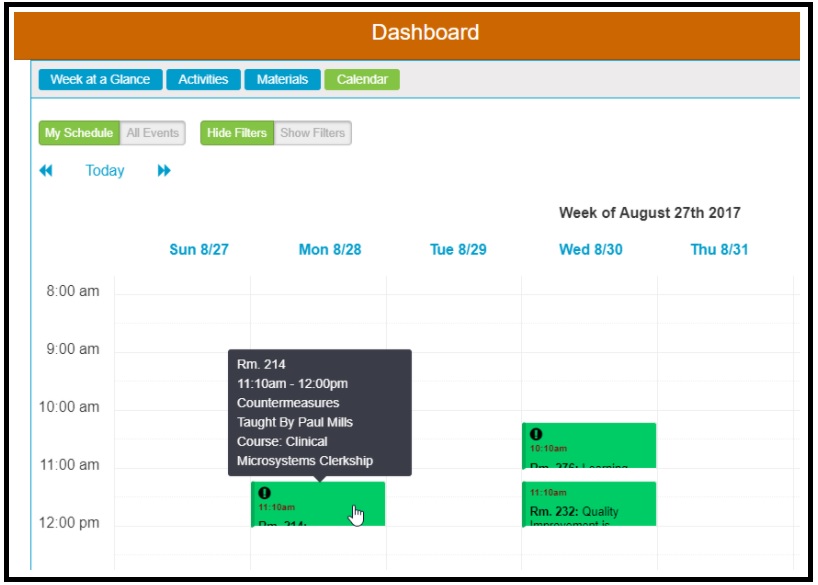 Dashboard
Week at a Glance Activities Materials Calendar
My Schedule All Events Hide Filters Show Filters
Today
Week of August 27th 2017
Sun 8/27 Mon 8/28 Tue 8/29 Wed 8/30 Thu 8/31
8:00 am
9:00 am
Rm. 214
11:10am - 12:00pm
Countermeasures
Taught By Paul Mills
Course: Clinical
Microsystems Clerkship
10:00 am
10:10am
Rm. 276: Learning
11:00 am
11:10am
Rm. 214:
11:10am
Rm. 232: Quality
Improvement is
12:00 pm